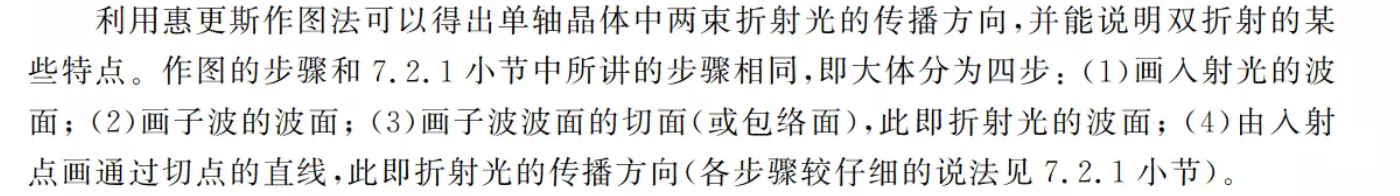 利用惠更斯作图法可以得出单轴晶体中两束折射光的传播方向,并能说明双折射的某
些特点。作图的步骤和 7.2.1 小节中所讲的步骤相同,即大体分为四步:(1)画入射光的波
面;(2)画子波的波面;(3)画子波波面的切面(或包络面),此即折射光的波面;(4)由入射
点画通过切点的直线,此即折射光的传播方向(各步骤较仔细的说法见 7.2.1 小节)。